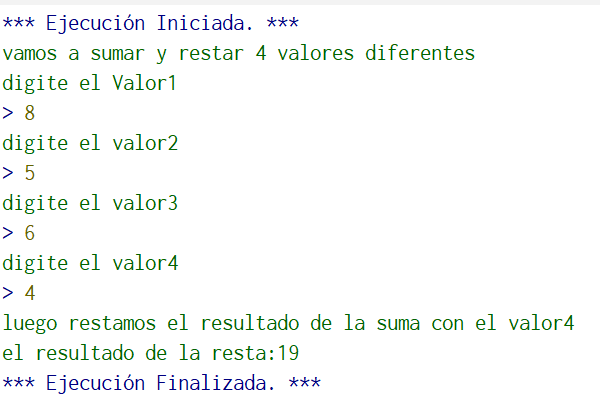 *** Ejecución Iniciada. ***
vamos a sumar y restar 4 valores diferentes
digite el Valor1
> 8
digite el valor2
> 5
digite el valor3
> 6
digite el valor4
> 4
luego restamos el resultado de la suma con el valor4
el resultado de la resta:19
*** Ejecución Finalizada. ***